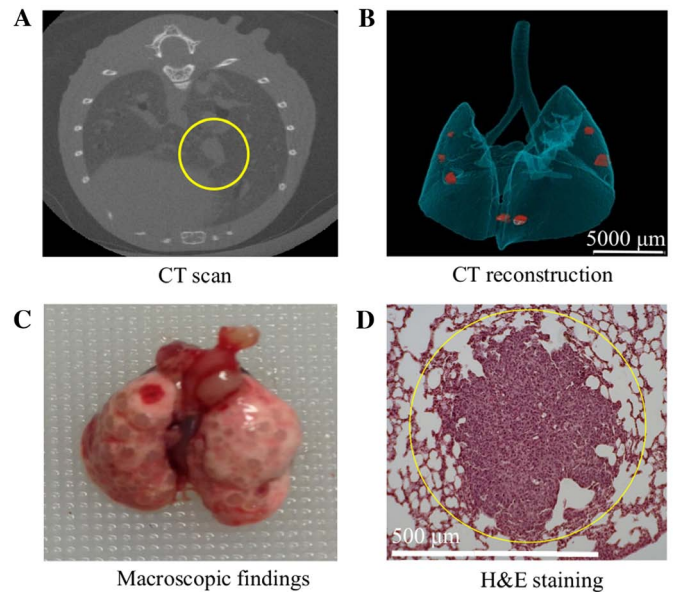 A
B
CT scan
5000 μm
CT reconstruction
C
D
Macroscopic findings
500 μm
H&E staining